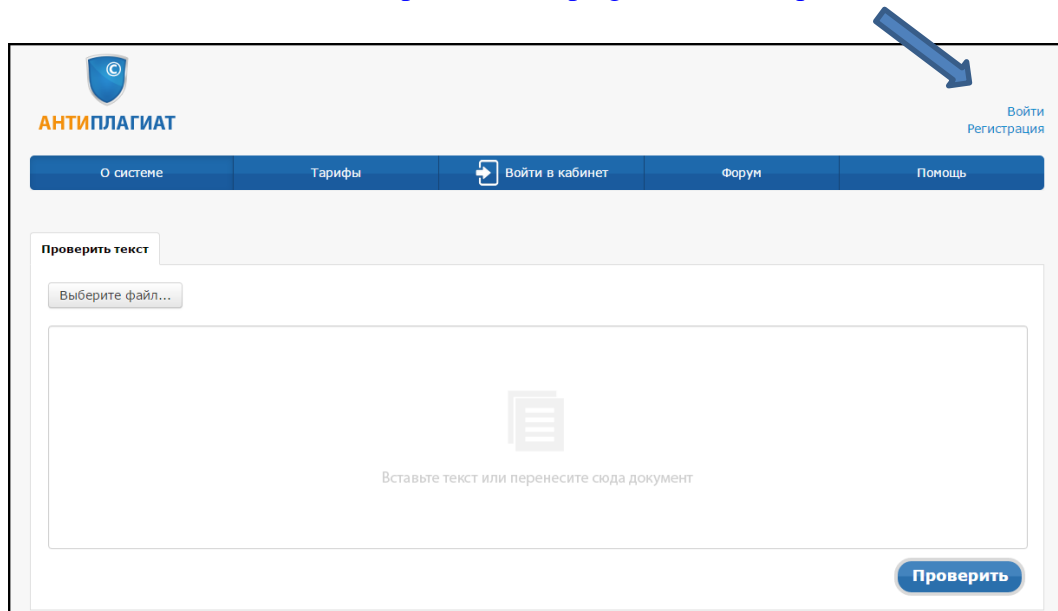 ©
АНТИПЛАГИАТ
Войти
Регистрация
О системе Тарифы Войти в кабинет Форум Помощь
Проверить текст
Выберите файл...
Вставьте текст или перенесите сюда документ
Проверить